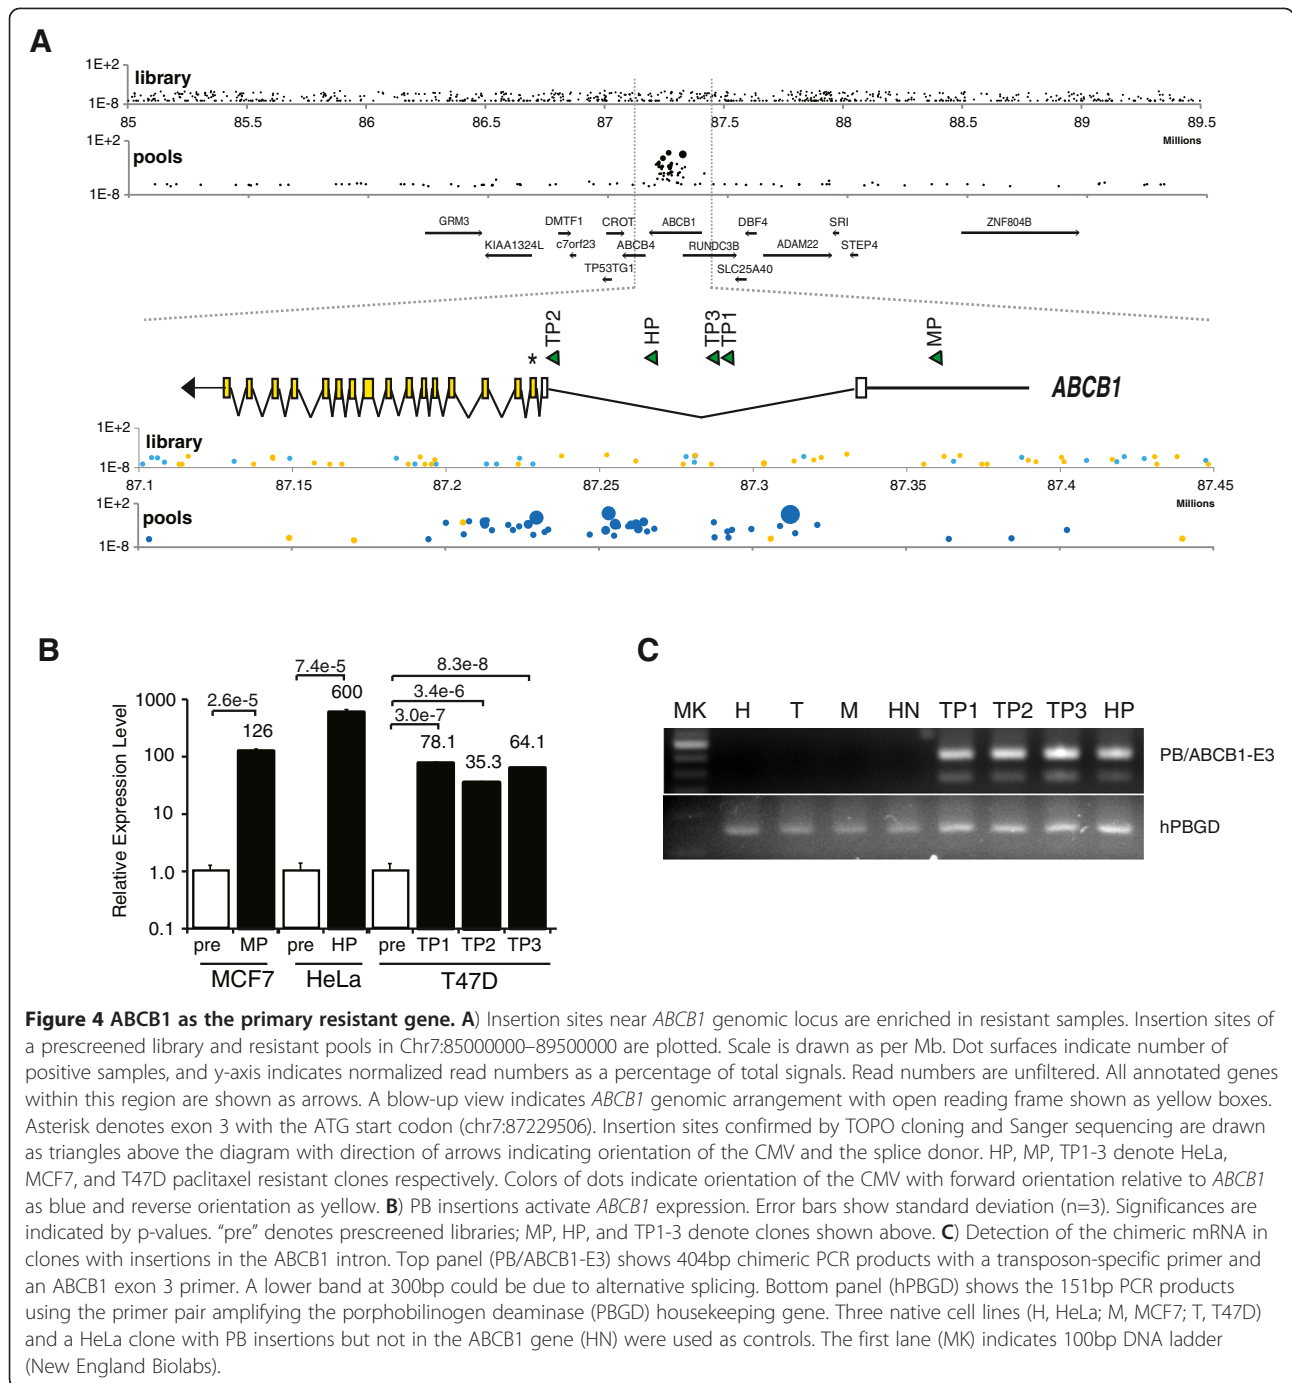 A
1E+2
library
1E-8
85 85.5 86 86.5 87 87.5 88 88.5 89 89.5
Millions
1E+2
pools
1E-8
GRM3 DMTF1 CROT ABCB1 DBF4 SRI ZNF804B
KIAA1324L c7orf23 ABCB4 RUNDC3B ADAM22 STEP4
TP53TG1 SLC25A40
TP2 HP TP3 TP1 MP
*
ABCB1
1E+2
library
1E-8
87.1 87.15 87.2 87.25 87.3 87.35 87.4 87.45
Millions
1E+2
pools
1E-8
B
Relative Expression Level
1000
100
10
1.0
0.1
2.6e-5
126
7.4e-5
600
8.3e-8
3.4e-6
3.0e-7
78.1
35.3
64.1
pre MP pre HP pre TP1 TP2 TP3
MCF7 HeLa T47D
C
MK H T M HN TP1 TP2 TP3 HP
PB/ABCB1-E3
hPBGD
Figure 4 ABCB1 as the primary resistant gene. A) Insertion sites near ABCB1 genomic locus are enriched in resistant samples. Insertion sites of
a prescreened library and resistant pools in Chr7:85000000–89500000 are plotted. Scale is drawn as per Mb. Dot surfaces indicate number of
positive samples, and y-axis indicates normalized read numbers as a percentage of total signals. Read numbers are unfiltered. All annotated genes
within this region are shown as arrows. A blow-up view indicates ABCB1 genomic arrangement with open reading frame shown as yellow boxes.
Asterisk denotes exon 3 with the ATG start codon (chr7:87229506). Insertion sites confirmed by TOPO cloning and Sanger sequencing are drawn
as triangles above the diagram with direction of arrows indicating orientation of the CMV and the splice donor. HP, MP, TP1-3 denote HeLa,
MCF7, and T47D paclitaxel resistant clones respectively. Colors of dots indicate orientation of the CMV with forward orientation relative to ABCB1
as blue and reverse orientation as yellow. B) PB insertions activate ABCB1 expression. Error bars show standard deviation (n=3). Significances are
indicated by p-values. “pre” denotes prescreened libraries; MP, HP, and TP1-3 denote clones shown above. C) Detection of the chimeric mRNA in
clones with insertions in the ABCB1 intron. Top panel (PB/ABCB1-E3) shows 404bp chimeric PCR products with a transposon-specific primer and
an ABCB1 exon 3 primer. A lower band at 300bp could be due to alternative splicing. Bottom panel (hPBGD) shows the 151bp PCR products
using the primer pair amplifying the porphobilinogen deaminase (PBGD) housekeeping gene. Three native cell lines (H, HeLa; M, MCF7; T, T47D)
and a HeLa clone with PB insertions but not in the ABCB1 gene (HN) were used as controls. The first lane (MK) indicates 100bp DNA ladder
(New England Biolabs).